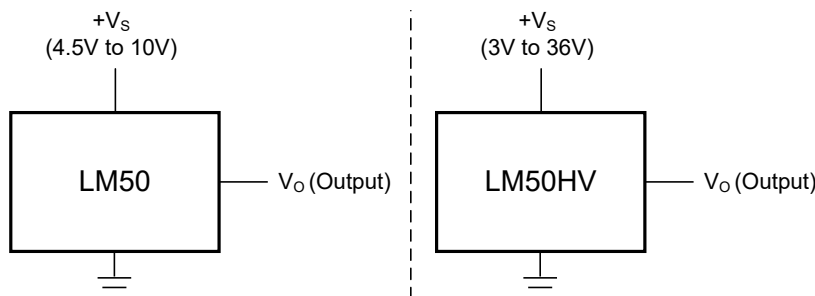 +VS
(4.5V to 10V)
LM50
VO (Output)
+VS
(3V to 36V)
LM50HV
VO (Output)